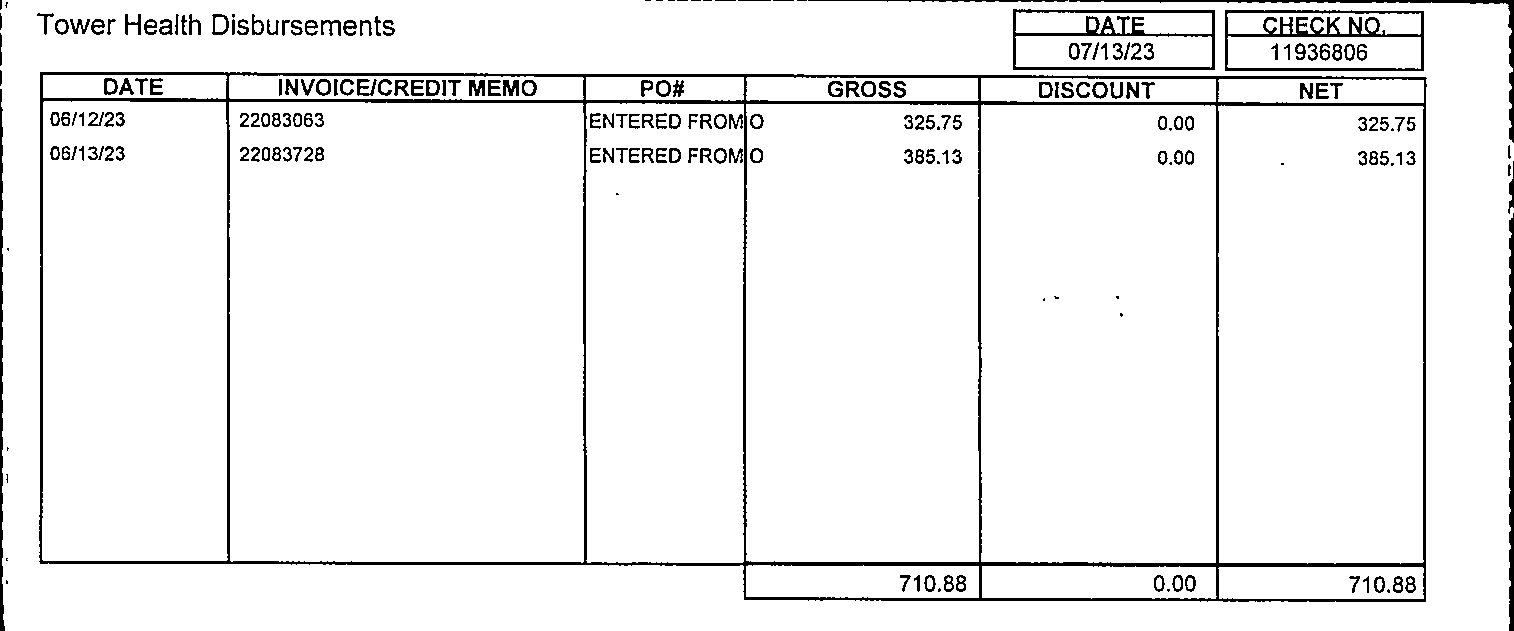 Tower Health Disbursements
DATE CHECK NO.
07/13/23 11936806
DATE INVOICE/CREDIT MEMO PO# GROSS DISCOUNT NET
06/12/23 22083063 ENTERED FROM O 325.75 0.00 325.75
06/13/23 22083728 ENTERED FROM O 385.13 0.00 385.13
710.88 0.00 710.88